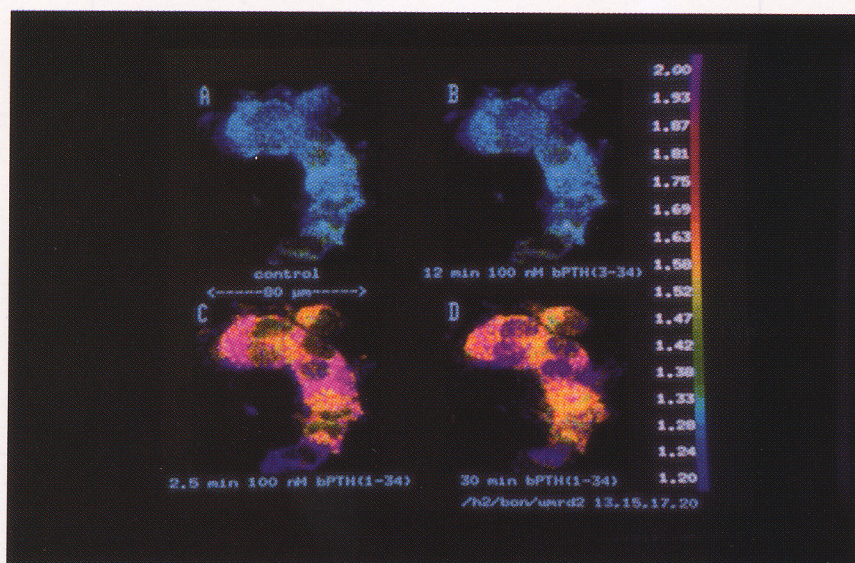 A
B
control
<-----80 µm----->
12 min 100 nM bPTH(3-34)
C
D
2.5 min 100 nM bPTH(1-34)
30 min bPTH(1-34)
/h2/bon/umrd2 13,15,17,20
2.00
1.93
1.87
1.81
1.75
1.69
1.63
1.58
1.52
1.47
1.42
1.38
1.33
1.28
1.24
1.20